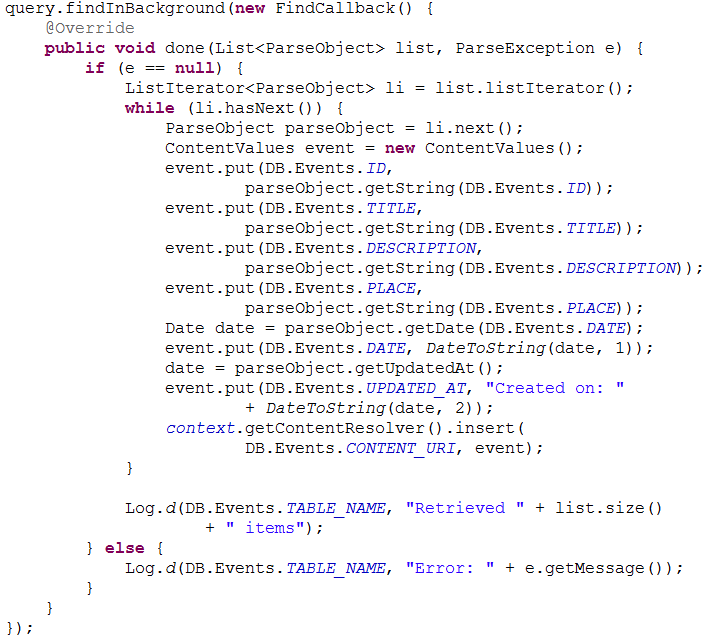 query.findInBackground(new FindCallback() {
    @Override
    public void done(List<ParseObject> list, ParseException e) {
        if (e == null) {
            ListIterator<ParseObject> li = list.listIterator();
            while (li.hasNext()) {
                ParseObject parseObject = li.next();
                ContentValues event = new ContentValues();
                event.put(DB.Events.ID,
                        parseObject.getString(DB.Events.ID));
                event.put(DB.Events.TITLE,
                        parseObject.getString(DB.Events.TITLE));
                event.put(DB.Events.DESCRIPTION,
                        parseObject.getString(DB.Events.DESCRIPTION));
                event.put(DB.Events.PLACE,
                        parseObject.getString(DB.Events.PLACE));
                Date date = parseObject.getDate(DB.Events.DATE);
                event.put(DB.Events.DATE, DateToString(date, 1));
                date = parseObject.getUpdatedAt();
                event.put(DB.Events.UPDATED_AT, "Created on: "
                        + DateToString(date, 2));
                context.getContentResolver().insert(
                        DB.Events.CONTENT_URI, event);
            }

            Log.d(DB.Events.TABLE_NAME, "Retrieved " + list.size()
                    + " items");
        } else {
            Log.d(DB.Events.TABLE_NAME, "Error: " + e.getMessage());
        }
    }
});